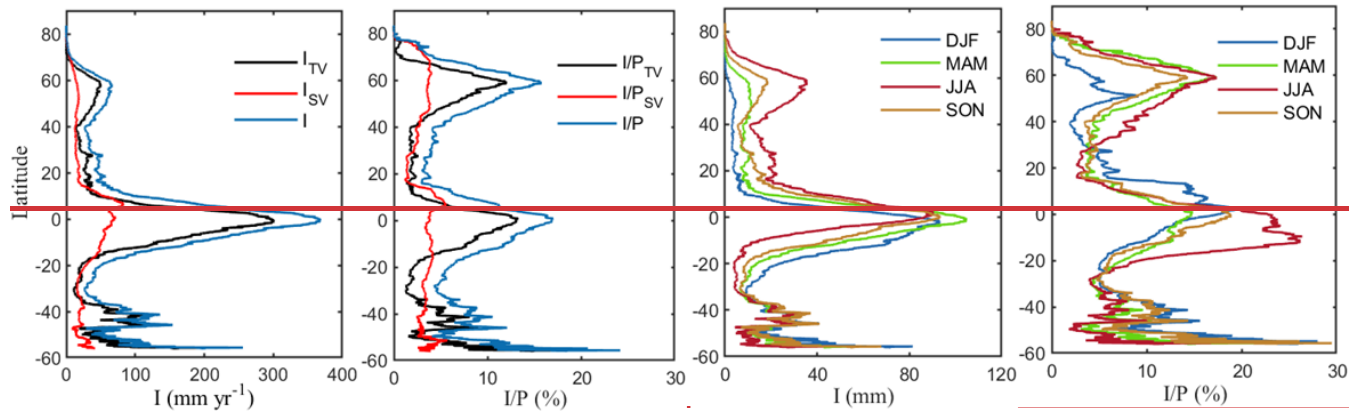 80
60
40
20
0
-20
-40
-60
Latitude
I_TV
I_SV
I
0 100 200 300 400
I (mm yr⁻¹)
80
60
40
20
0
-20
-40
-60
I/P_TV
I/P_SV
I/P
0 10 20 30
I/P (%)
80
60
40
20
0
-20
-40
-60
DJF
MAM
JJA
SON
0 40 80 120
I (mm)
80
60
40
20
0
-20
-40
-60
DJF
MAM
JJA
SON
0 10 20 30
I/P (%)